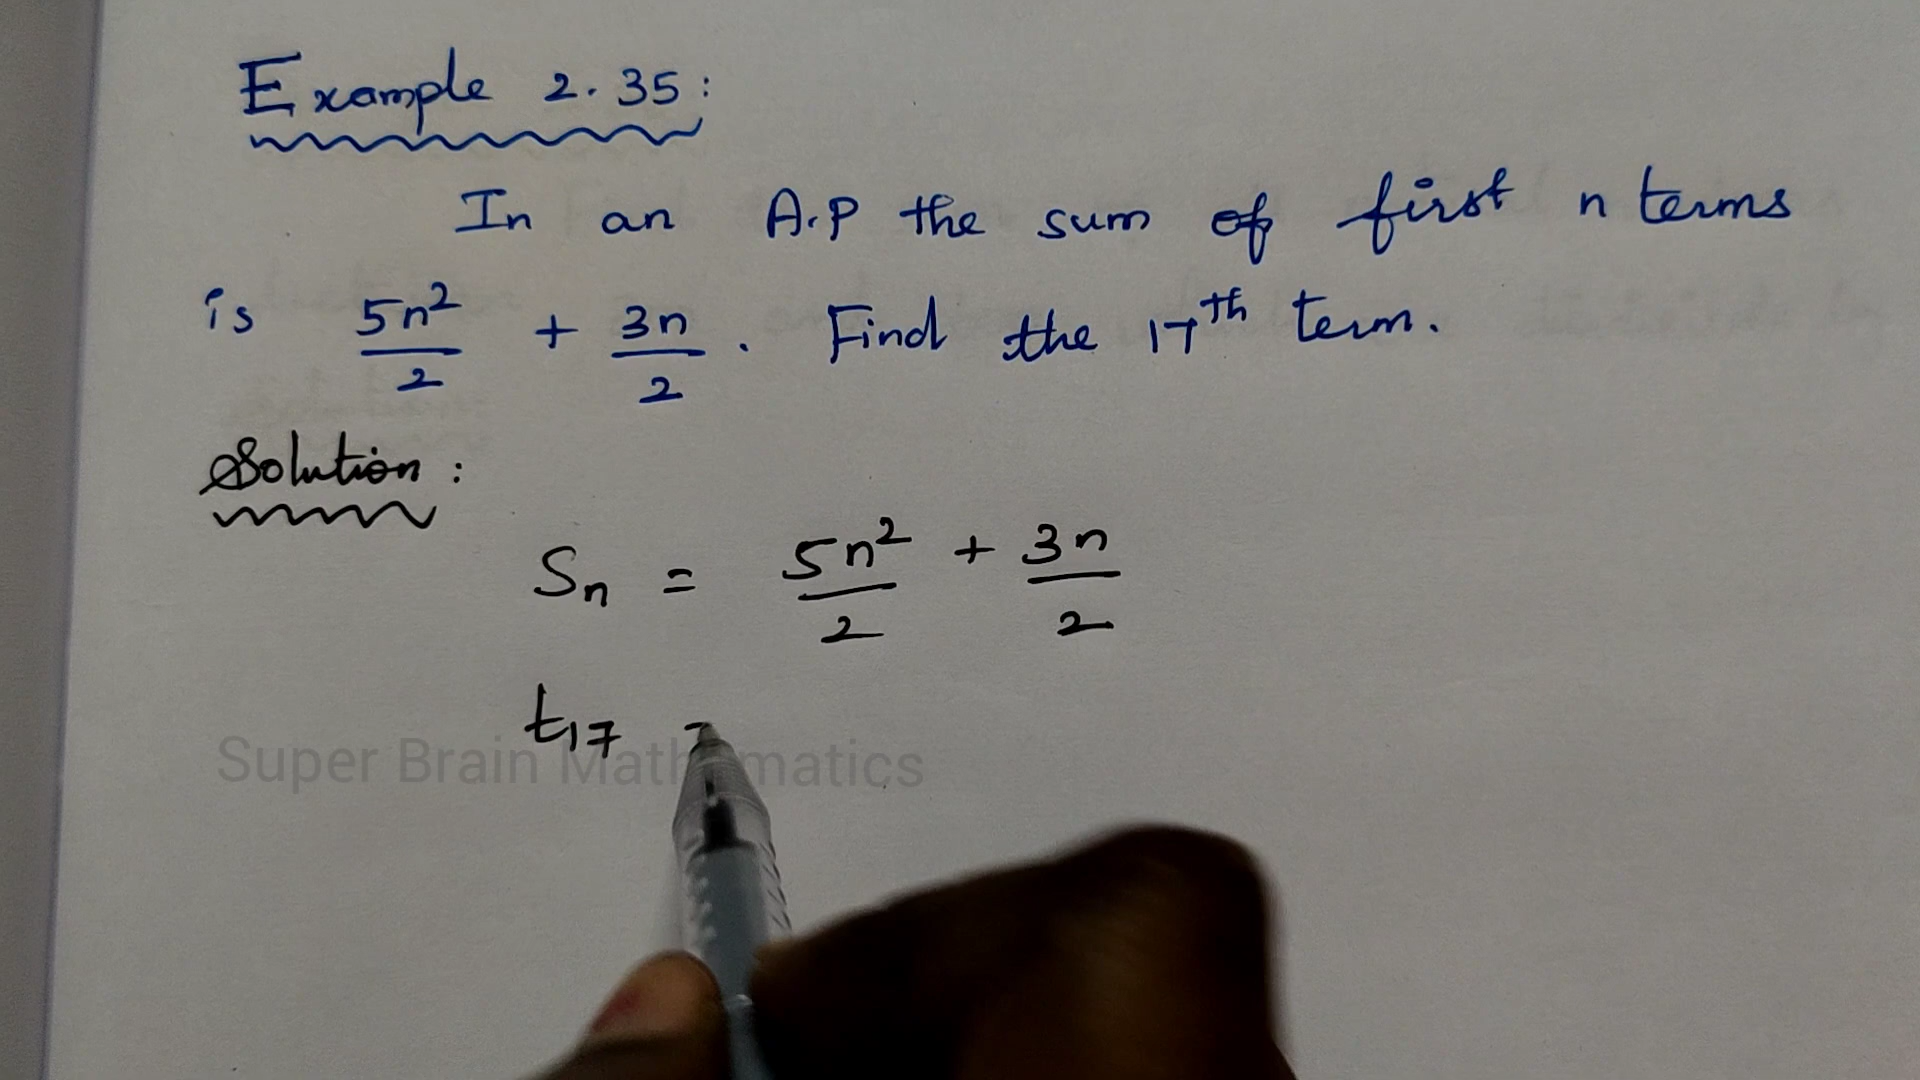 Example 2.35:
In an A.P the sum of first n terms
is 5n²/2 + 3n/2. Find the 17th term.
Solution:
Sn = 5n²/2 + 3n/2
t17 =
Super Brain Mathematics